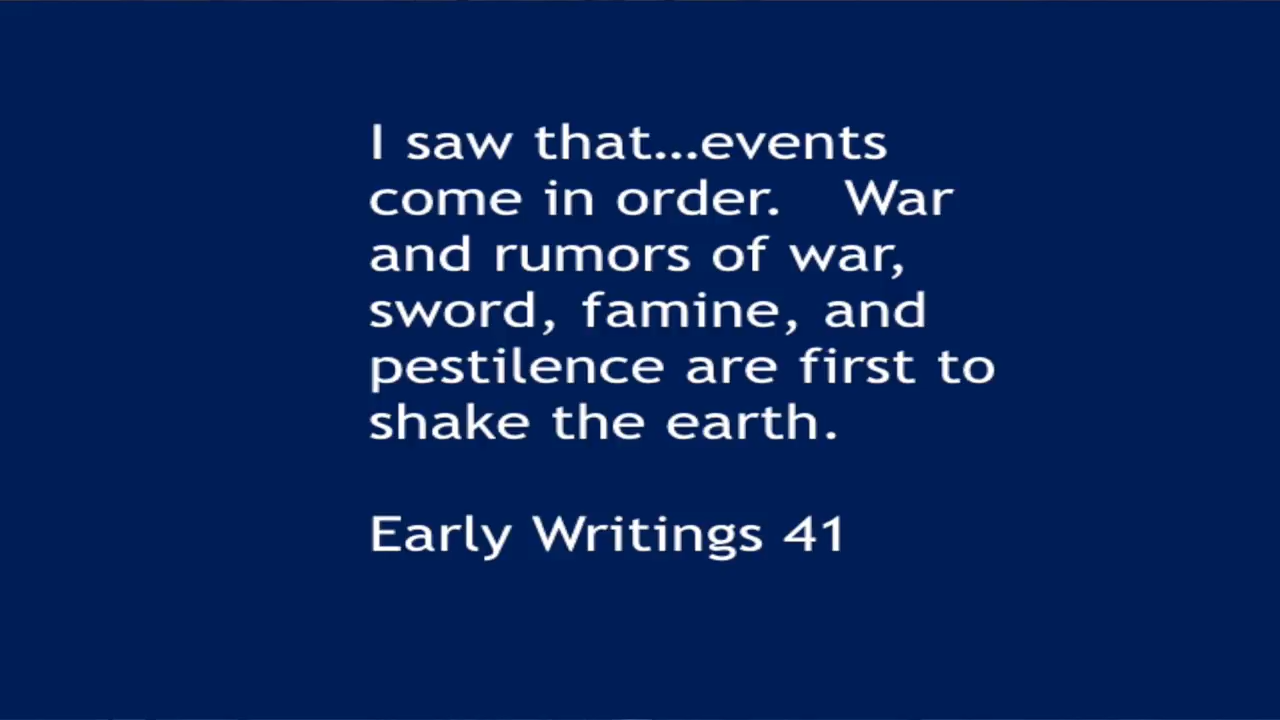 I saw that...events
come in order.   War
and rumors of war,
sword, famine, and
pestilence are first to
shake the earth.
Early Writings 41